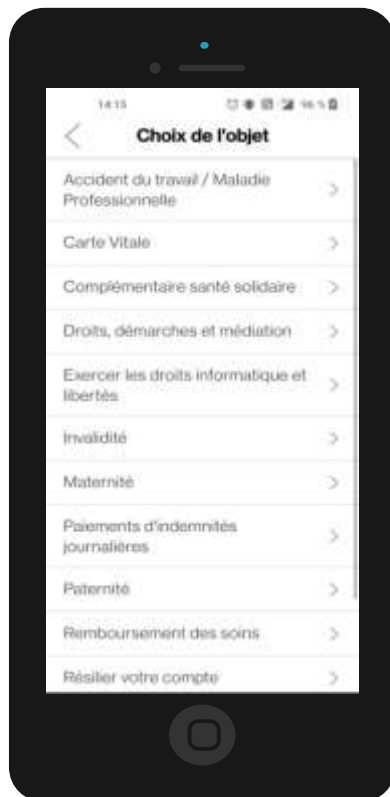 14:15 96 %
Choix de l'objet
Accident du travail / Maladie
Professionnelle
Carte Vitale
Complémentaire santé solidaire
Droits, démarches et médiation
Exercer les droits informatique et
libertés
Invalidité
Maternité
Paiements d'indemnités
journalières
Paternité
Remboursement des soins
Résilier votre compte